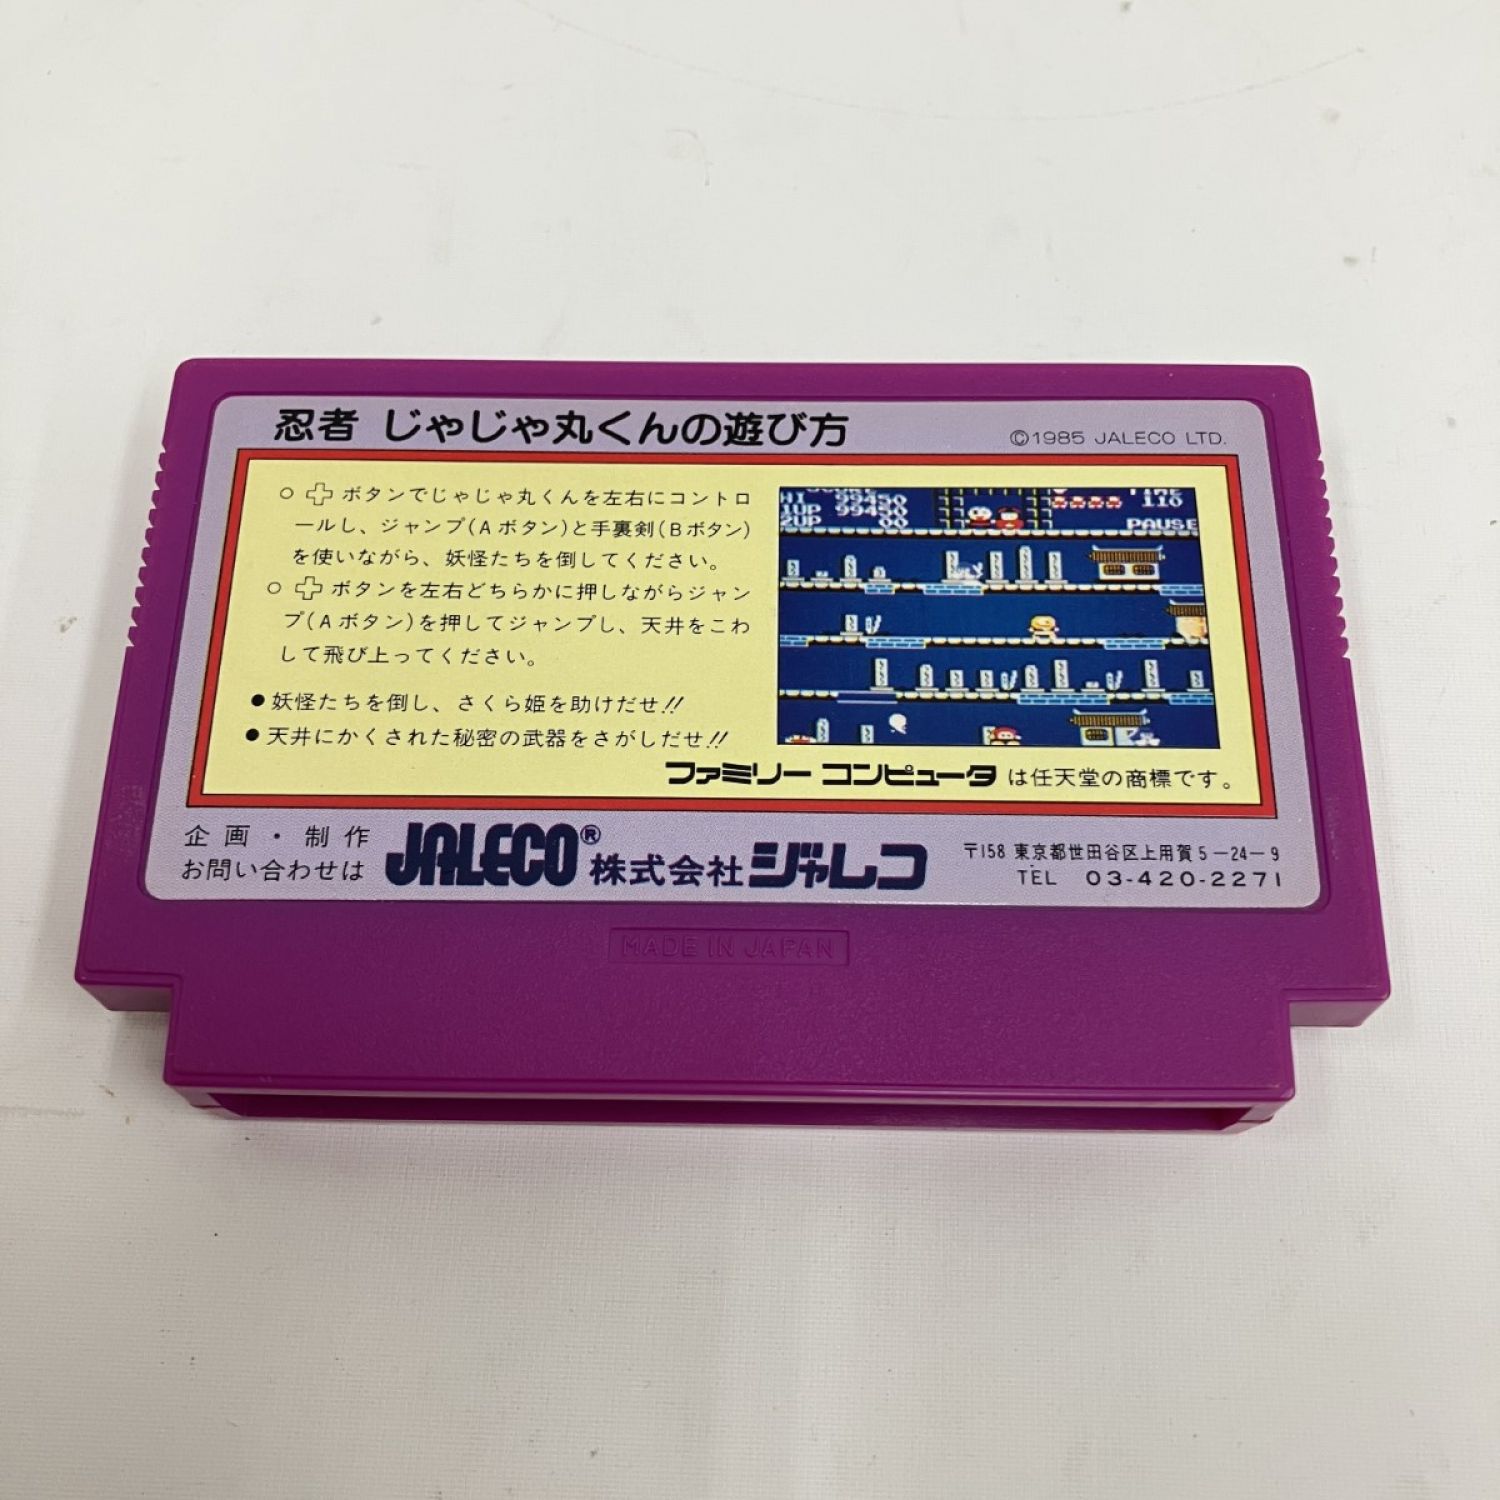 忍者 じゃじゃ丸くんの遊び方
©1985 JALECO LTD.
○ ボタンでじゃじゃ丸くんを左右にコントロ
ールし、ジャンプ(Aボタン)と手裏剣(Bボタン)
を使いながら、妖怪たちを倒してください。
○ ボタンを左右どちらかに押しながらジャン
プ(Aボタン)を押してジャンプし、天井をこわ
して飛び上ってください。
●妖怪たちを倒し、さくら姫を助けだせ!!
●天井にかくされた秘密の武器をさがしだせ!!
HI 99450
1UP 99450
2UP 00
110
PAUSE
ファミリー コンピュータ は任天堂の商標です。
企画・制作
お問い合わせは
JALECO® 株式会社ジャレコ
〒158 東京都世田谷区上用賀5-24-9
TEL 03-420-2271
MADE IN JAPAN